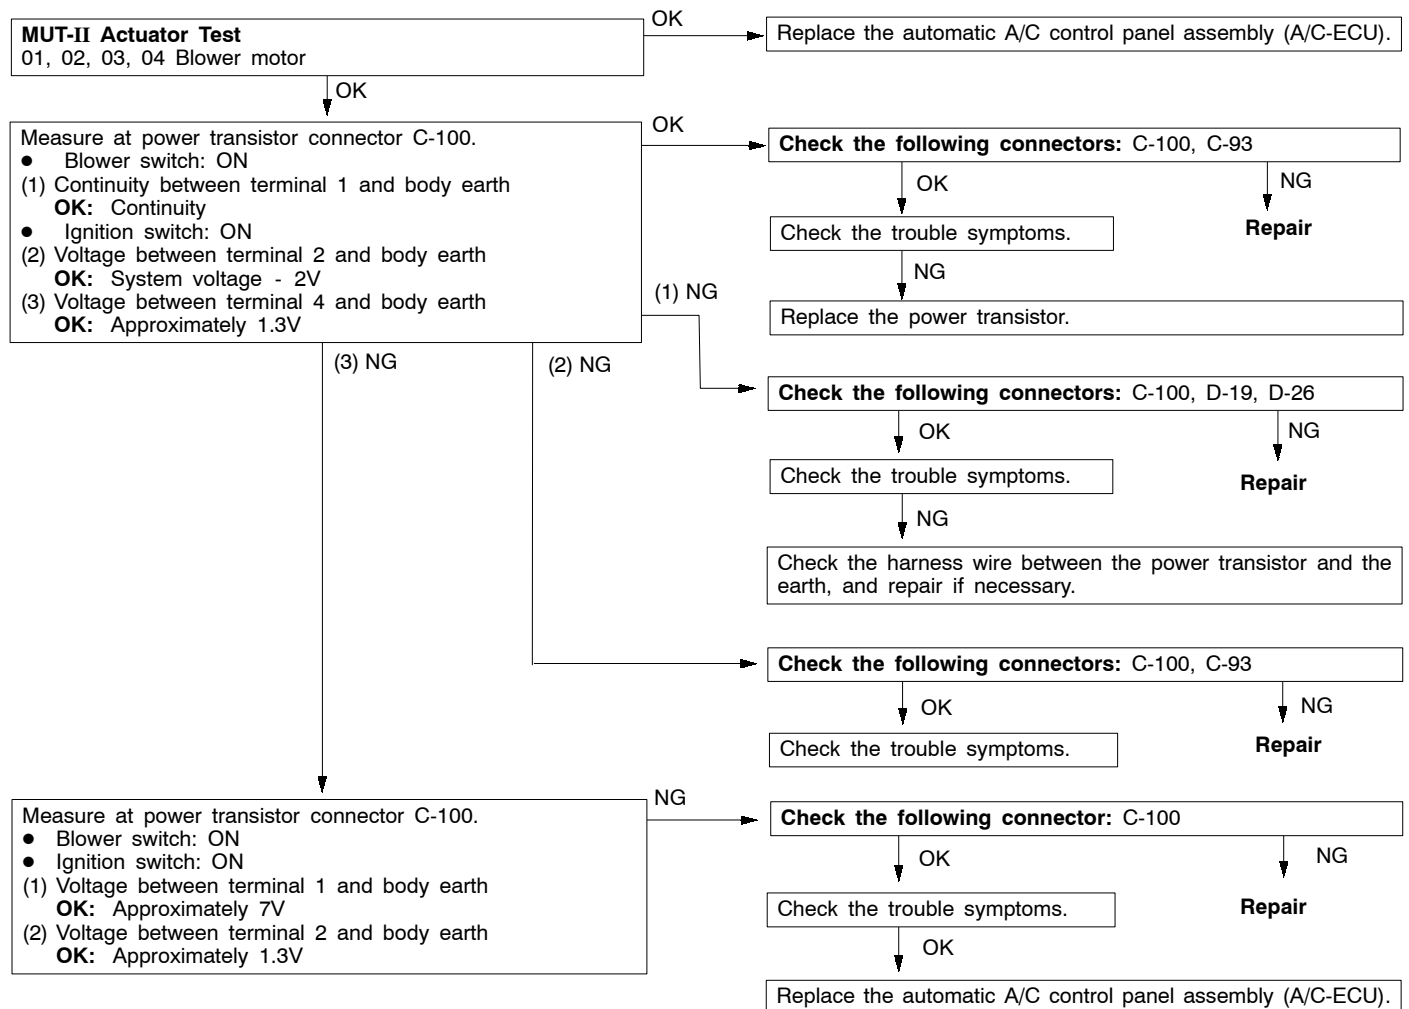 MUT-II Actuator Test
01, 02, 03, 04 Blower motor
OK
Replace the automatic A/C control panel assembly (A/C-ECU).
OK
Measure at power transistor connector C-100.
● Blower switch: ON
(1) Continuity between terminal 1 and body earth
OK: Continuity
● Ignition switch: ON
(2) Voltage between terminal 2 and body earth
OK: System voltage - 2V
(3) Voltage between terminal 4 and body earth
OK: Approximately 1.3V
OK
Check the following connectors: C-100, C-93
OK
NG
Check the trouble symptoms.
Repair
NG
Replace the power transistor.
(1) NG
(3) NG
(2) NG
Check the following connectors: C-100, D-19, D-26
OK
NG
Check the trouble symptoms.
Repair
NG
Check the harness wire between the power transistor and the
earth, and repair if necessary.
Check the following connectors: C-100, C-93
OK
NG
Check the trouble symptoms.
Repair
Measure at power transistor connector C-100.
● Blower switch: ON
● Ignition switch: ON
(1) Voltage between terminal 1 and body earth
OK: Approximately 7V
(2) Voltage between terminal 2 and body earth
OK: Approximately 1.3V
NG
Check the following connector: C-100
OK
NG
Check the trouble symptoms.
Repair
OK
Replace the automatic A/C control panel assembly (A/C-ECU).